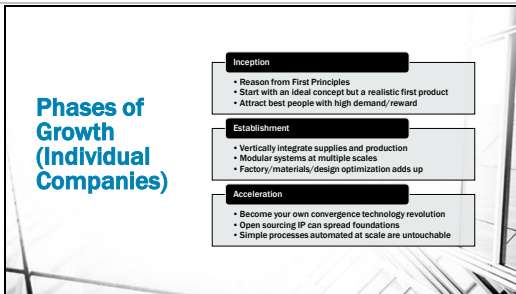 Phases of
Growth
(Individual
Companies)
Inception
• Reason from First Principles
• Start with an ideal concept but a realistic first product
• Attract best people with high demand/reward
Establishment
• Vertically integrate supplies and production
• Modular systems at multiple scales
• Factory/materials/design optimization adds up
Acceleration
• Become your own convergence technology revolution
• Open sourcing IP can spread foundations
• Simple processes automated at scale are untouchable